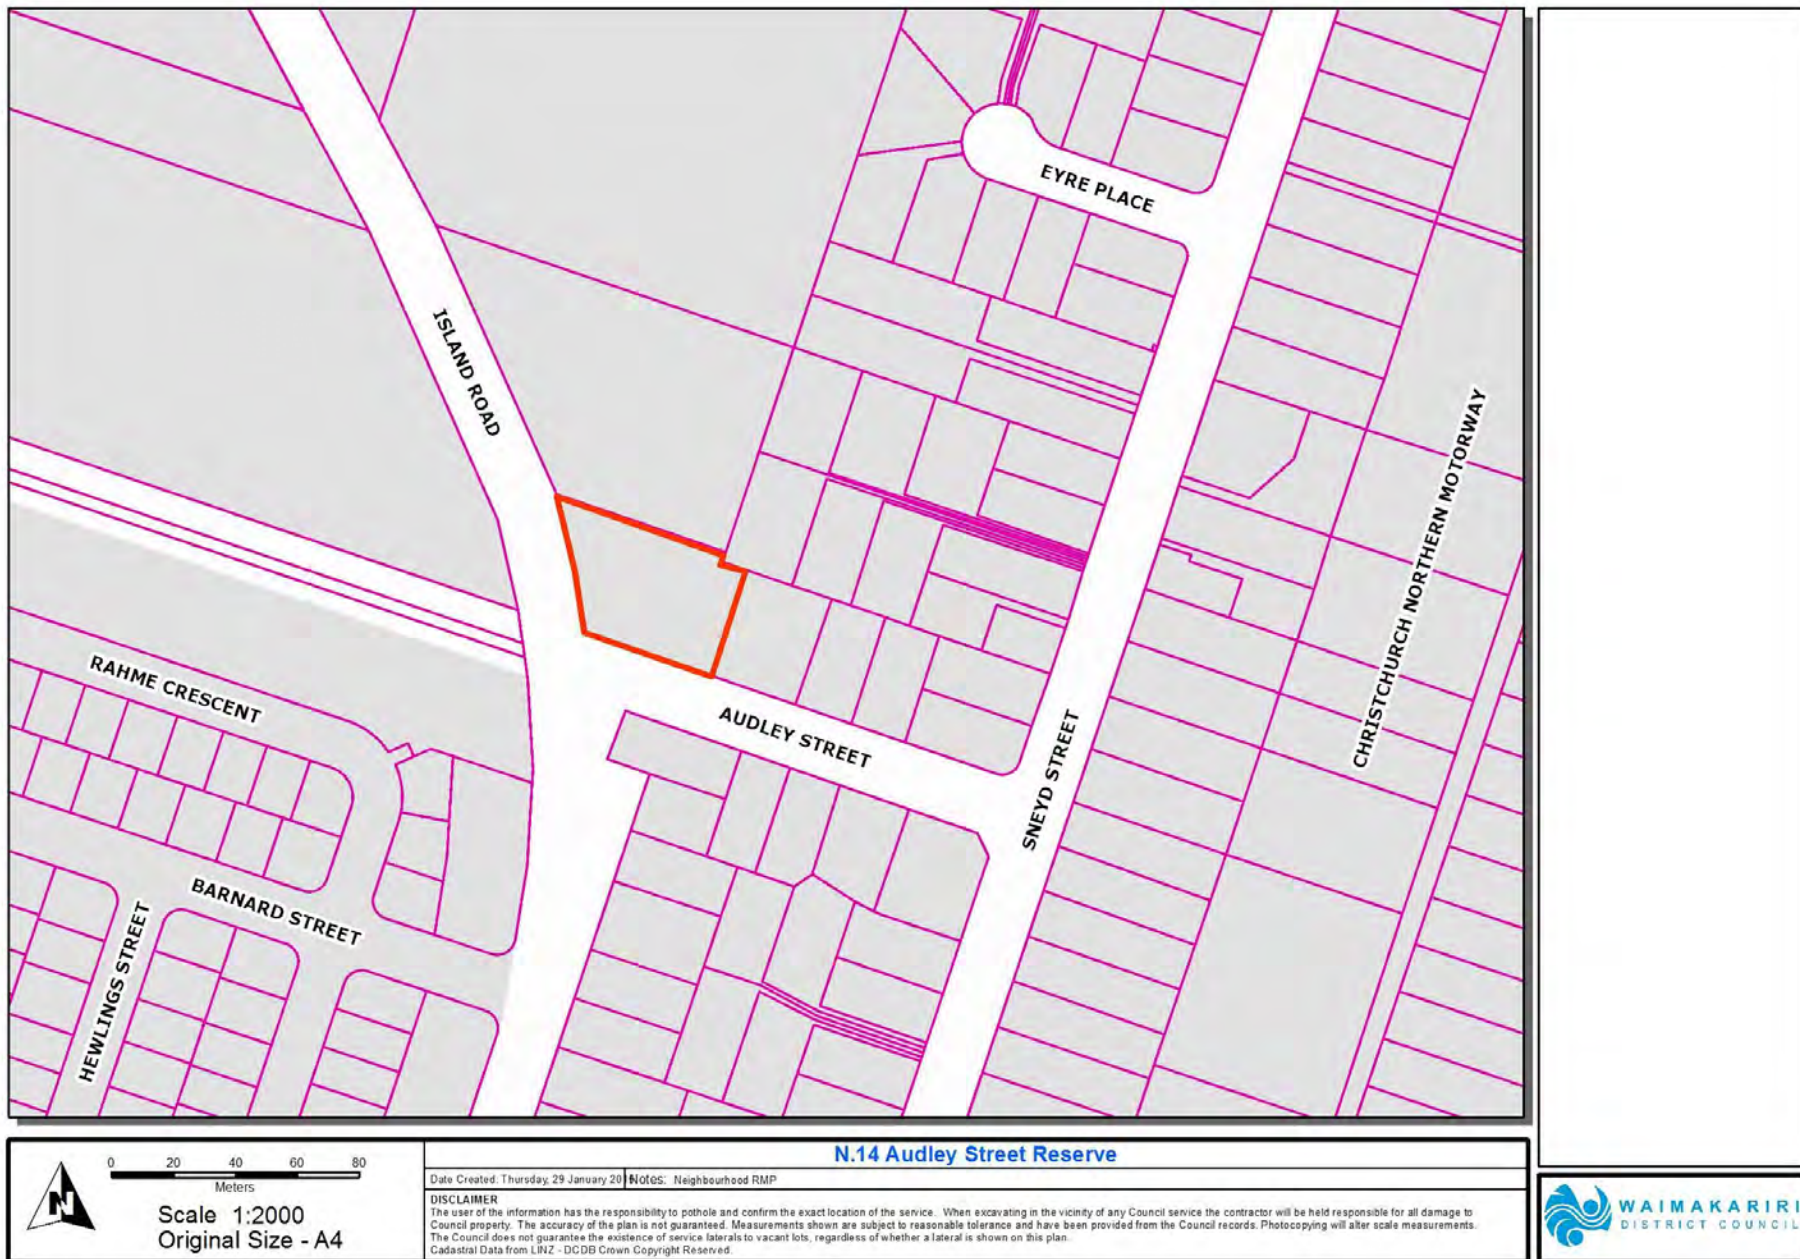 EYRE PLACE
ISLAND ROAD
CHRISTCHURCH NORTHERN MOTORWAY
RAHME CRESCENT
AUDLEY STREET
SNEYD STREET
BARNARD STREET
HEWLINGS STREET
N.14 Audley Street Reserve
0 20 40 60 80
Meters
N
Scale 1:2000
Original Size - A4
Date Created: Thursday, 29 January Notes: Neighbourhood RMP
DISCLAIMER
The user of the information has the responsibility to pothole and confirm the exact location of the service. When excavating in the vicinity of any Council service the contractor will be held responsible for all damage to
Council property. The accuracy of the plan is not guaranteed. Measurements shown are subject to reasonable tolerance and have been provided from the Council records. Photocopying will alter scale measurements.
The Council does not guarantee the existence of service laterals to vacant lots, regardless of whether a lateral is shown on this plan.
Cadastral Data from LINZ - DCDB Crown Copyright Reserved.
WAIMAKARIRI
DISTRICT COUNCIL